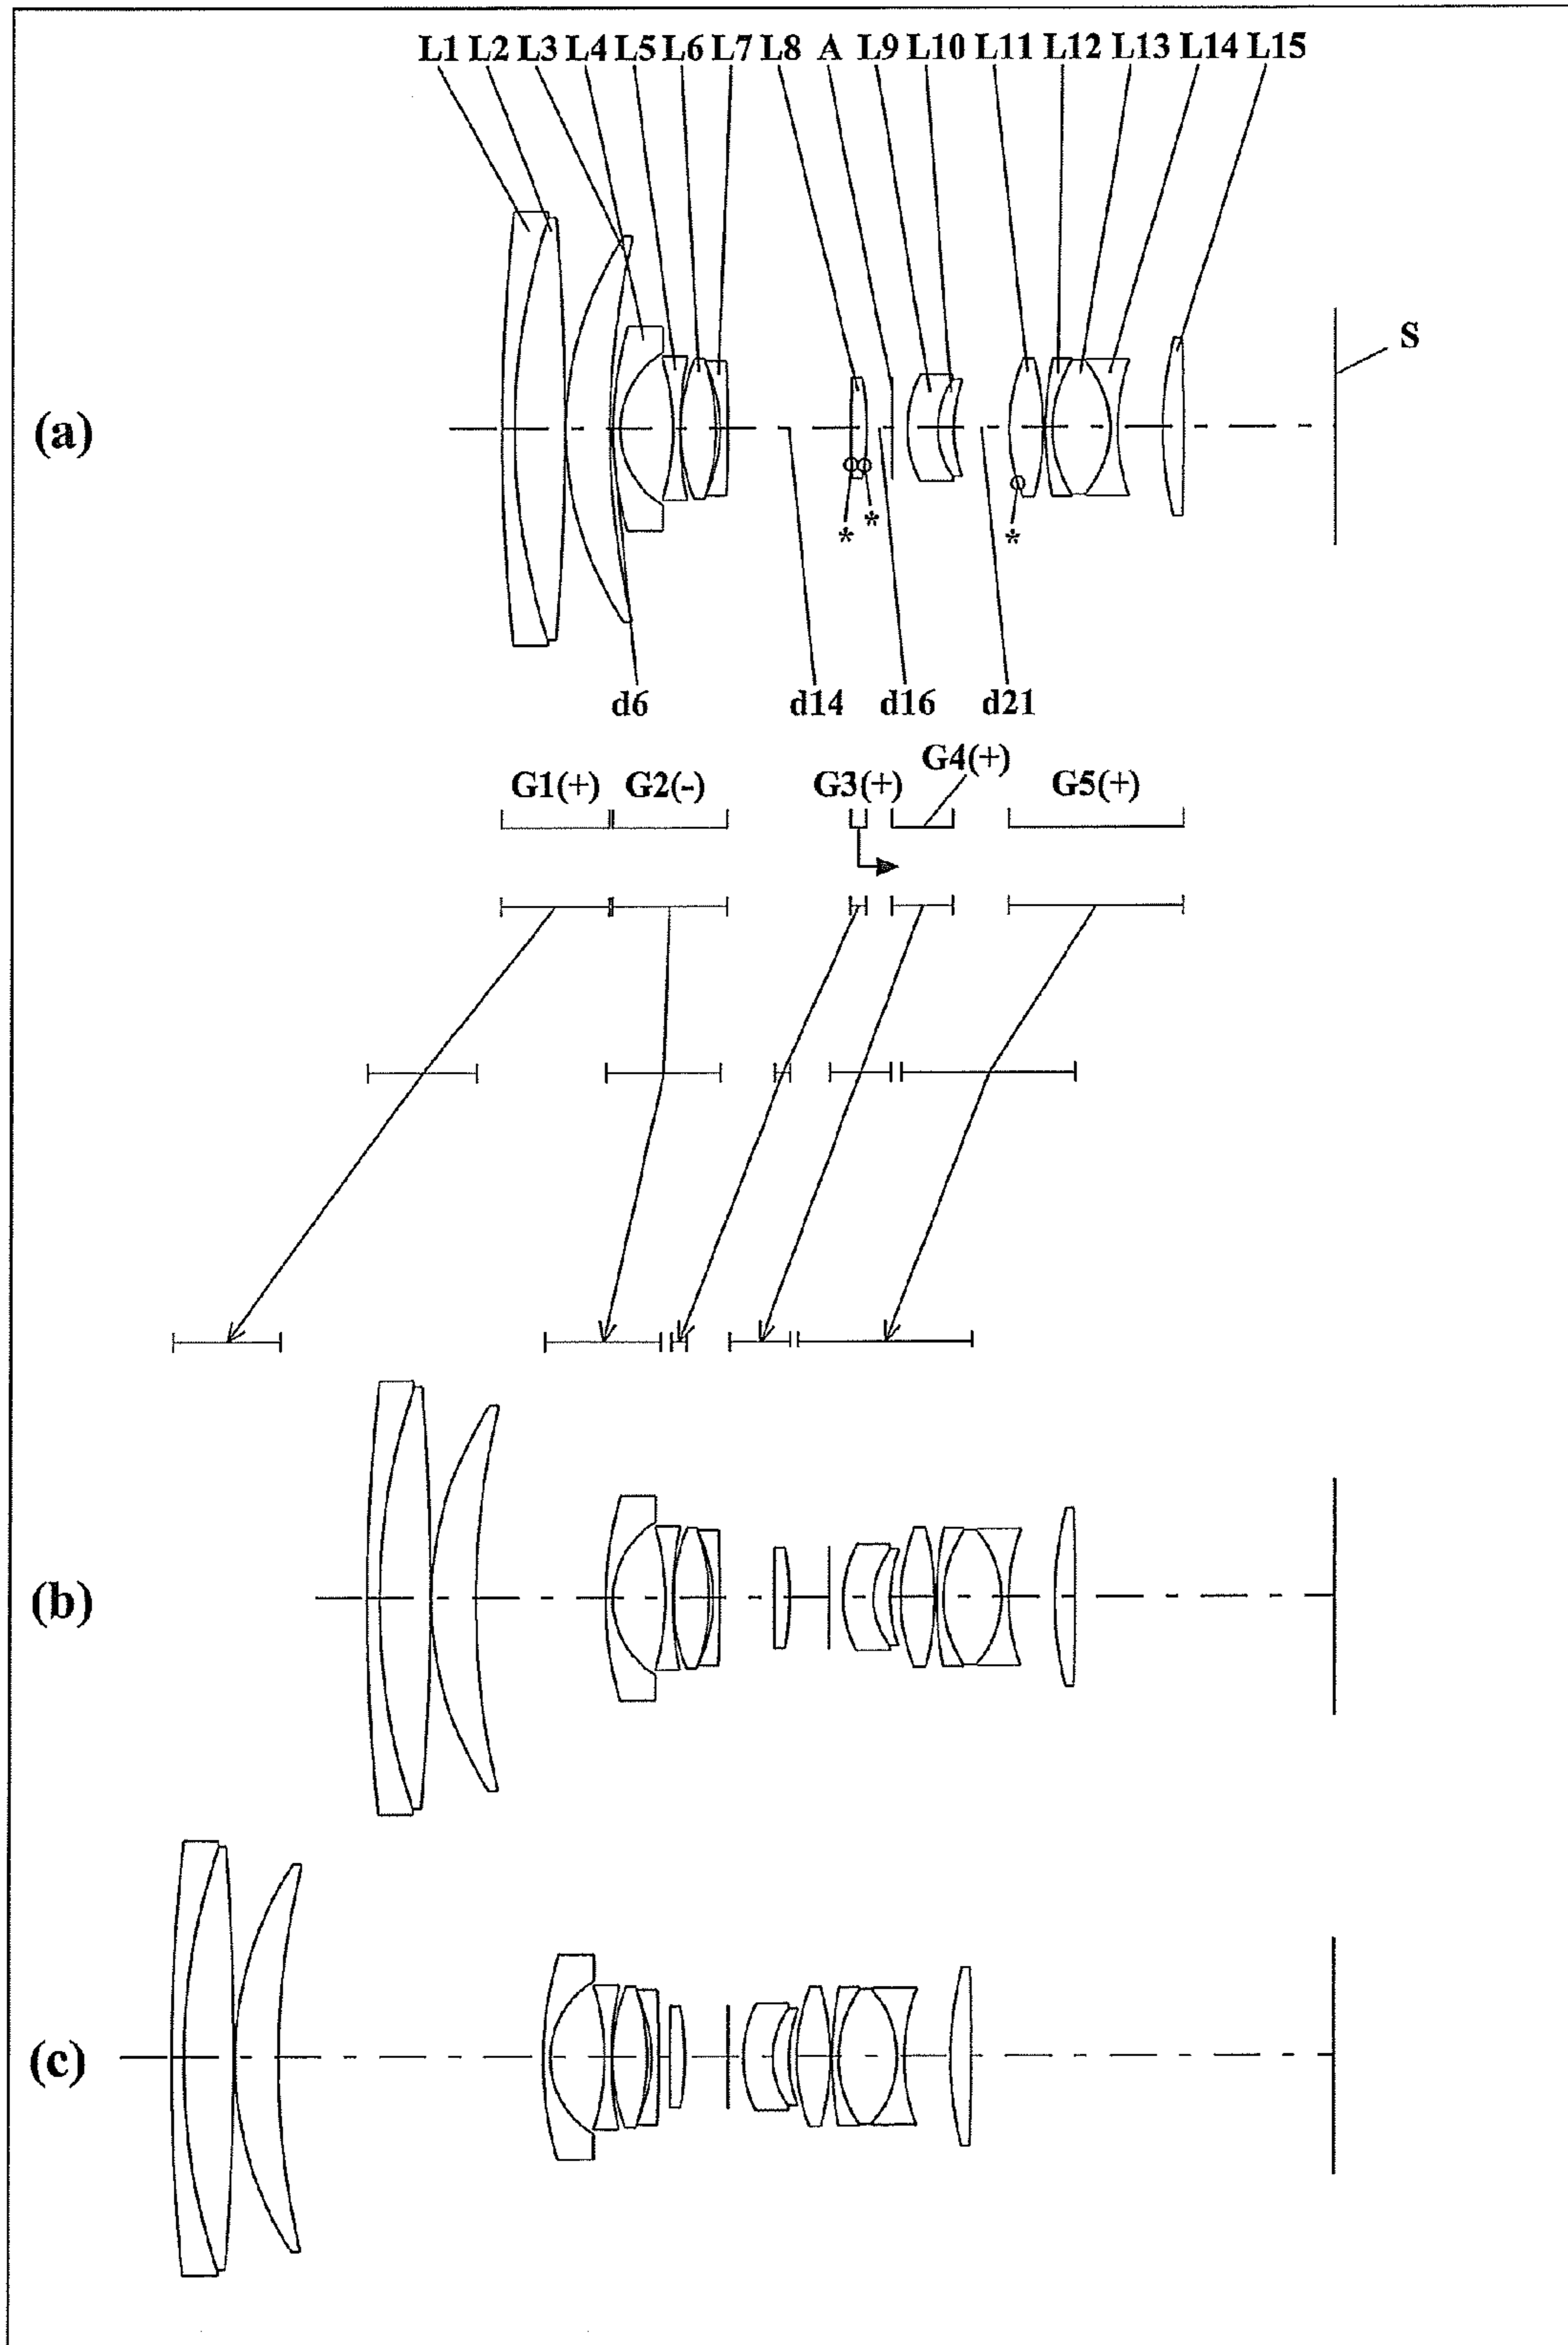 L1 L2 L3 L4 L5 L6 L7 L8 A L9 L10 L11 L12 L13 L14 L15
S
(a)
* * *
d6 d14 d16 d21
G1(+) G2(-) G3(+) G4(+) G5(+)
(b)
(c)